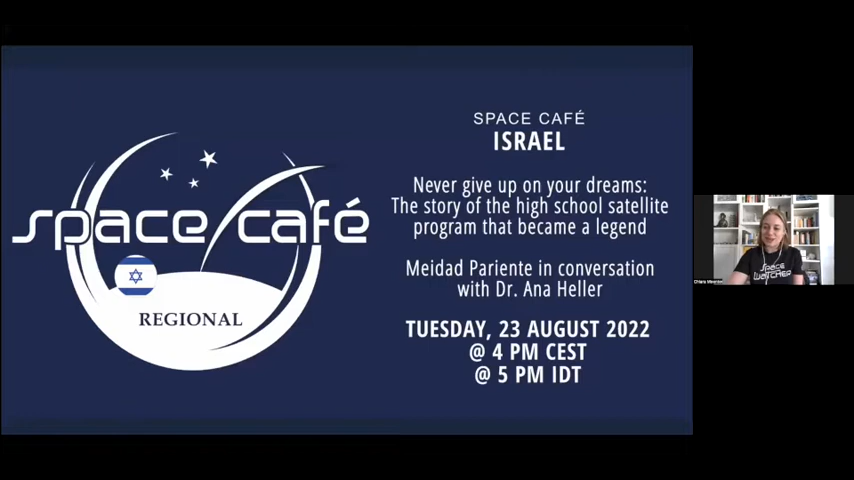 space café
REGIONAL
SPACE CAFÉ
ISRAEL
Never give up on your dreams:
The story of the high school satellite
program that became a legend
Meidad Pariente in conversation
with Dr. Ana Heller
TUESDAY, 23 AUGUST 2022
@ 4 PM CEST
@ 5 PM IDT
SPACE
WATCHER